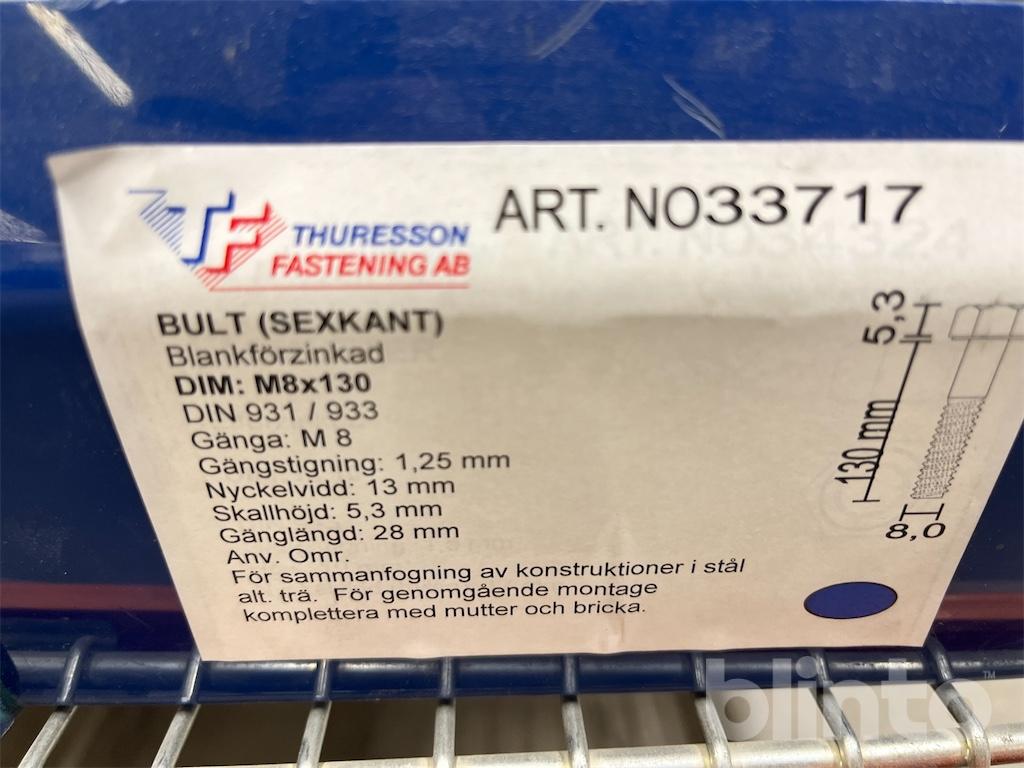 THURESSON
FASTENING AB
ART. NO33717
BULT (SEXKANT)
Blankförzinkad
DIM: M8x130
DIN 931 / 933
Gänga: M 8
Gängstigning: 1,25 mm
Nyckelvidd: 13 mm
Skallhöjd: 5,3 mm
Gänglängd: 28 mm
Anv. Omr.
För sammanfogning av konstruktioner i stål
alt. trä. För genomgående montage
komplettera med mutter och bricka.
5,3
130 mm
8,0
blinto™